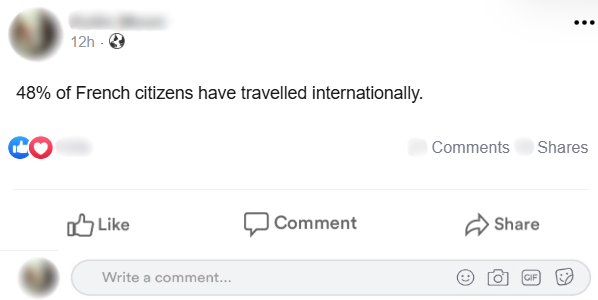 12h ·
48% of French citizens have travelled internationally.
Comments Shares
Like Comment Share
Write a comment...
GIF